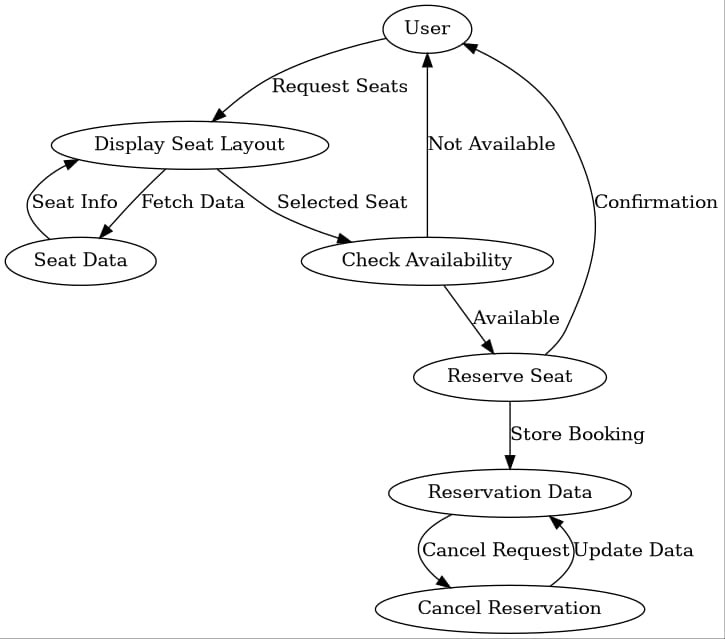 User
Request Seats
Display Seat Layout
Not Available
Seat Info
Fetch Data
Selected Seat
Confirmation
Seat Data
Check Availability
Available
Reserve Seat
Store Booking
Reservation Data
Cancel Request
Update Data
Cancel Reservation